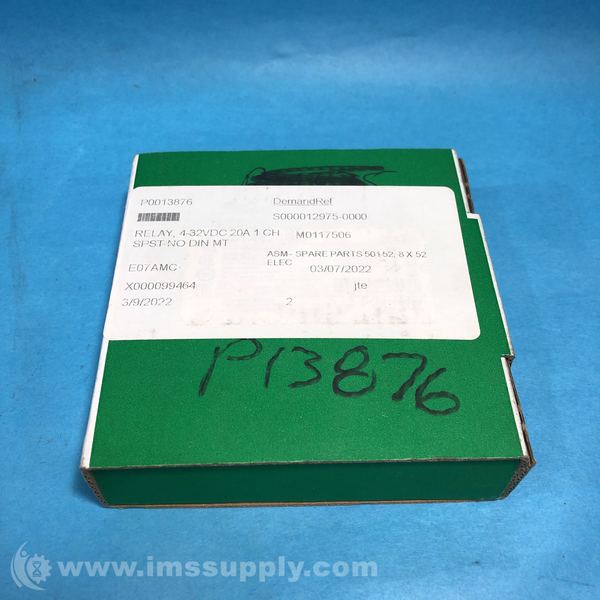 P0013876
DemandRef
S000012975-0000
RELAY, 4-32VDC 20A 1 CH
M0117506
SPST-NO DIN MT
ASM- SPARE PARTS 50152, 8 X 52
ELEC
E07AMC
03/07/2022
X000099464
jte
3/9/2022
2
P13876
www.imssupply.com